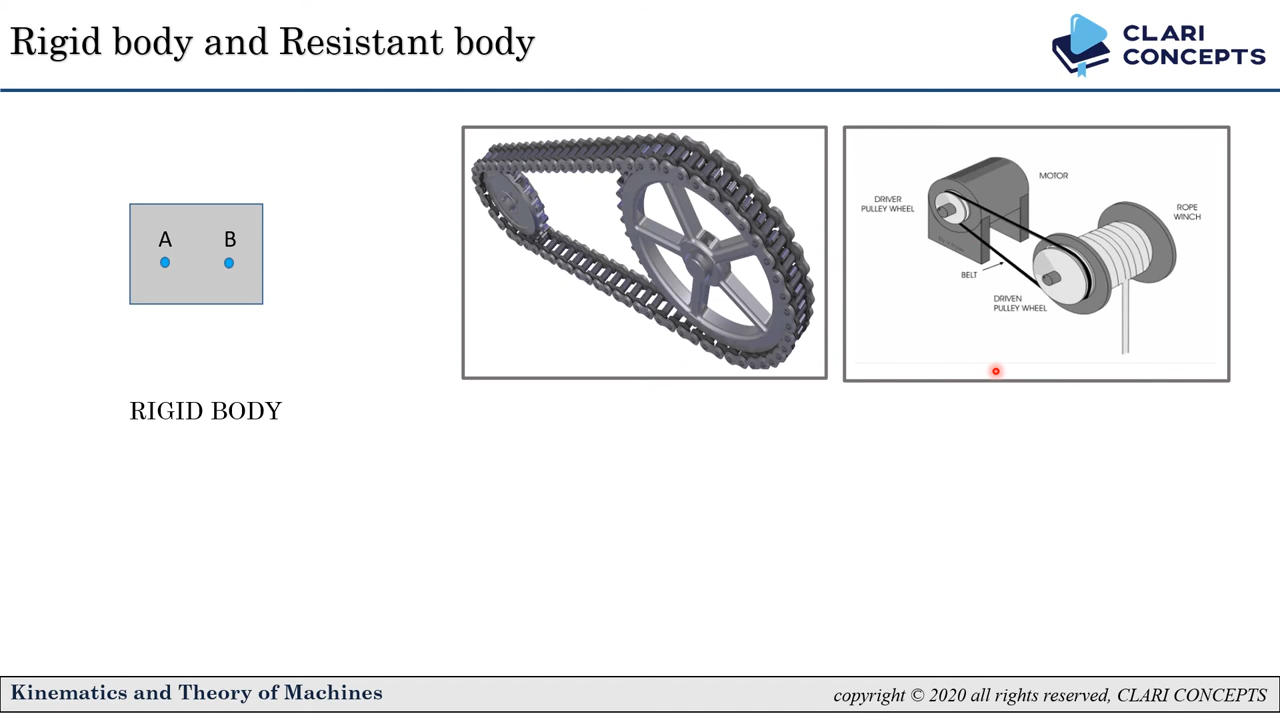 Rigid body and Resistant body
CLARI
CONCEPTS
A B
RIGID BODY
MOTOR
DRIVER
PULLEY WHEEL
ROPE
WINCH
BELT
DRIVEN
PULLEY WHEEL
Kinematics and Theory of Machines
copyright © 2020 all rights reserved, CLARI CONCEPTS